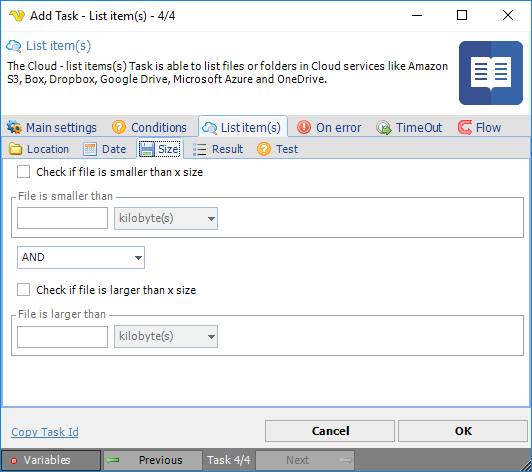 Add Task - List item(s) - 4/4
List item(s)
The Cloud - list items(s) Task is able to list files or folders in Cloud services like Amazon
S3, Box, Dropbox, Google Drive, Microsoft Azure and OneDrive.
Main settings Conditions List item(s) On error TimeOut Flow
Location Date Size Result Test
Check if file is smaller than x size
File is smaller than
kilobyte(s)
AND
Check if file is larger than x size
File is larger than
kilobyte(s)
Copy Task Id Cancel OK
Variables Previous Task 4/4 Next